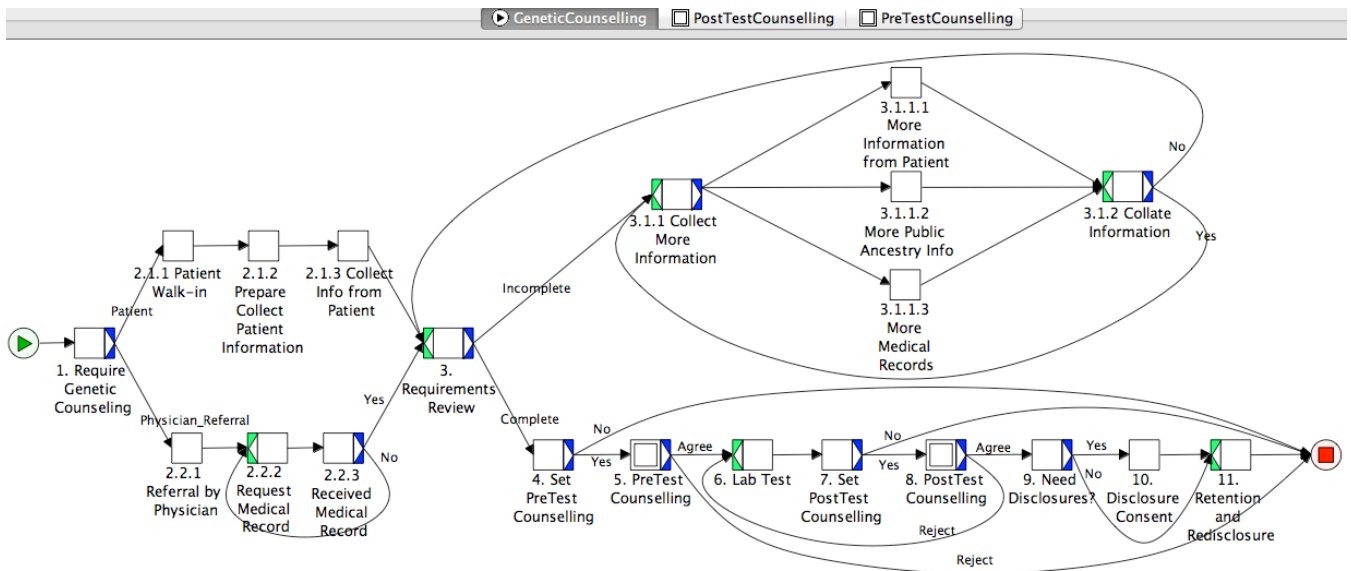 GeneticCounselling
PostTestCounselling
PreTestCounselling
3.1.1.1
More
Information
from Patient
No
3.1.1 Collect
More
Information
3.1.1.2
More Public
Ancestry Info
3.1.2 Collate
Information
Yes
2.1.1 Patient
Walk-in
2.1.2
Prepare
Collect
Patient
Information
2.1.3 Collect
Info from
Patient
Incomplete
3.1.1.3
More
Medical
Records
Patient
1. Require
Genetic
Counseling
3.
Requirements
Review
Physician_Referral
Yes
No
Complete
2.2.1
Referral by
Physician
2.2.2
Request
Medical
Record
2.2.3
Received
Medical
Record
No
Yes
4. Set
PreTest
Counselling
5. PreTest
Counselling
Agree
6. Lab Test
7. Set
PostTest
Counselling
No
Yes
8. PostTest
Counselling
Agree
9. Need
Disclosures?
Yes
No
10.
Disclosure
Consent
11.
Retention
and
Redisclosure
Reject
Reject